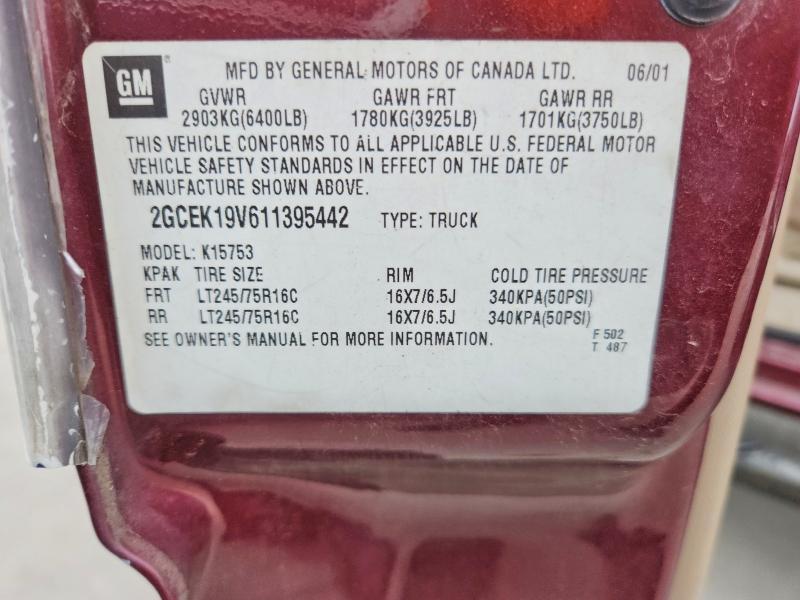 GM
MFD BY GENERAL MOTORS OF CANADA LTD. 06/01
GVWR GAWR FRT GAWR RR
2903KG(6400LB) 1780KG(3925LB) 1701KG(3750LB)
THIS VEHICLE CONFORMS TO ALL APPLICABLE U.S. FEDERAL MOTOR
VEHICLE SAFETY STANDARDS IN EFFECT ON THE DATE OF
MANUFACTURE SHOWN ABOVE.
2GCEK19V611395442 TYPE: TRUCK
MODEL: K15753
KPAK TIRE SIZE RIM COLD TIRE PRESSURE
FRT LT245/75R16C 16X7/6.5J 340KPA(50PSI)
RR LT245/75R16C 16X7/6.5J 340KPA(50PSI)
SEE OWNER'S MANUAL FOR MORE INFORMATION. F 502
T 487